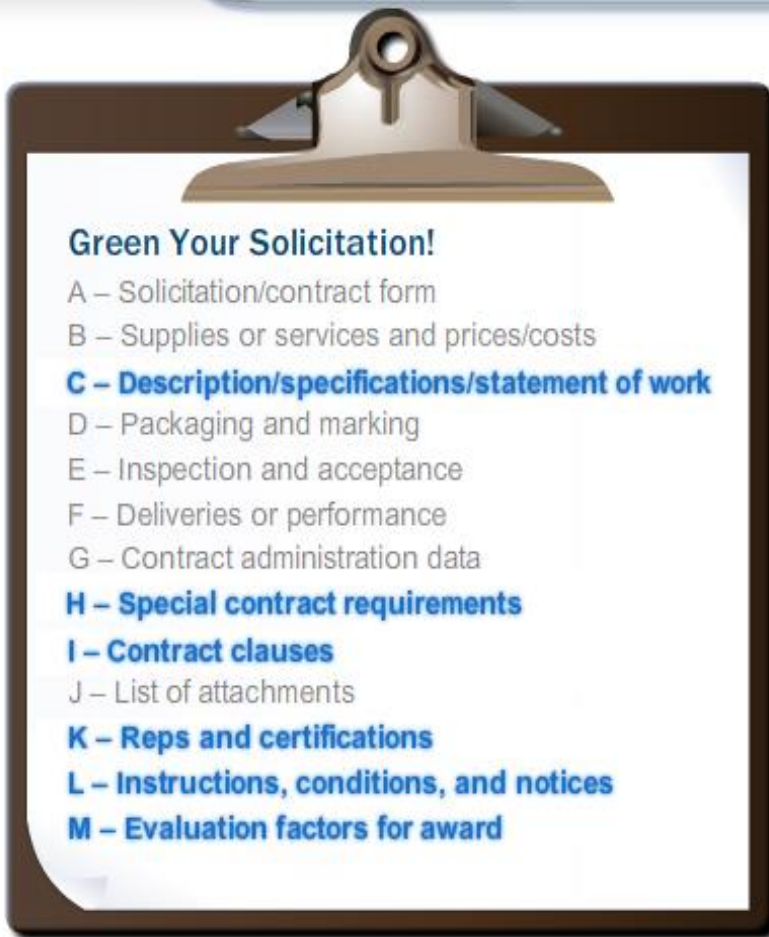 Green Your Solicitation!
A – Solicitation/contract form
B – Supplies or services and prices/costs
C – Description/specifications/statement of work
D – Packaging and marking
E – Inspection and acceptance
F – Deliveries or performance
G – Contract administration data
H – Special contract requirements
I – Contract clauses
J – List of attachments
K – Reps and certifications
L – Instructions, conditions, and notices
M – Evaluation factors for award